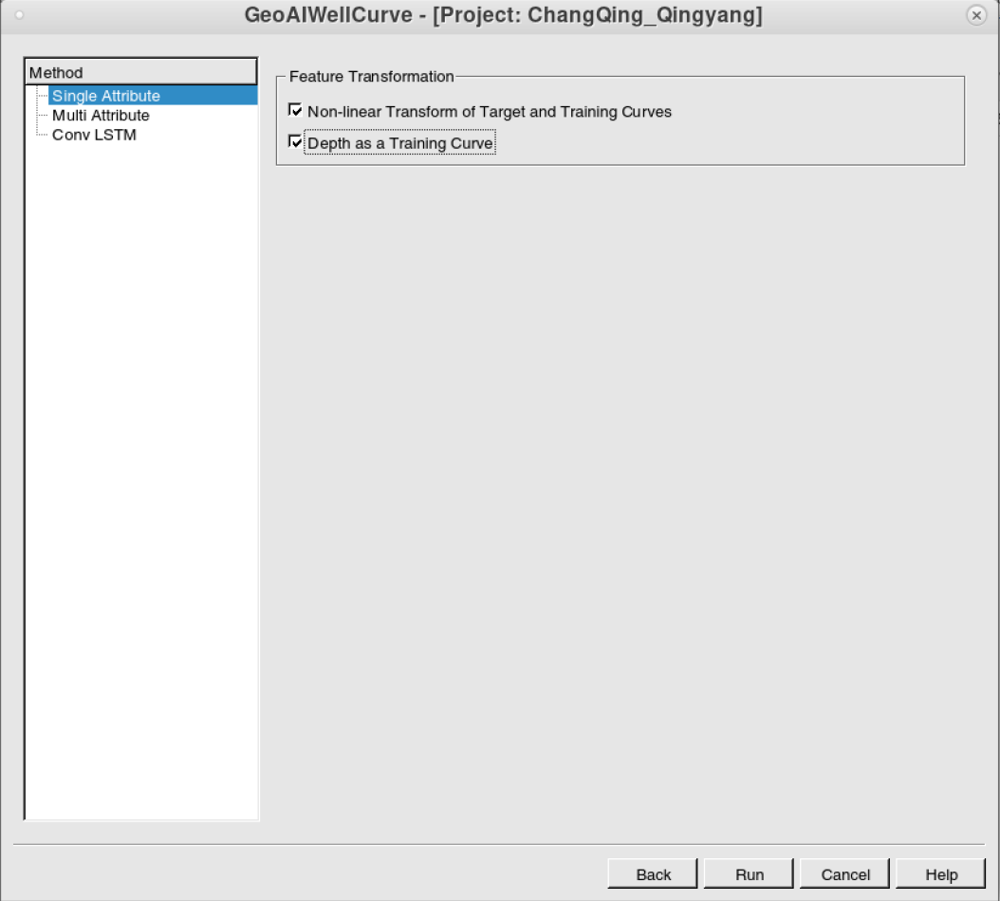 GeoAIWellCurve - [Project: ChangQing_Qingyang]
Method
Single Attribute
Multi Attribute
Conv LSTM
Feature Transformation
Non-linear Transform of Target and Training Curves
Depth as a Training Curve
Back Run Cancel Help